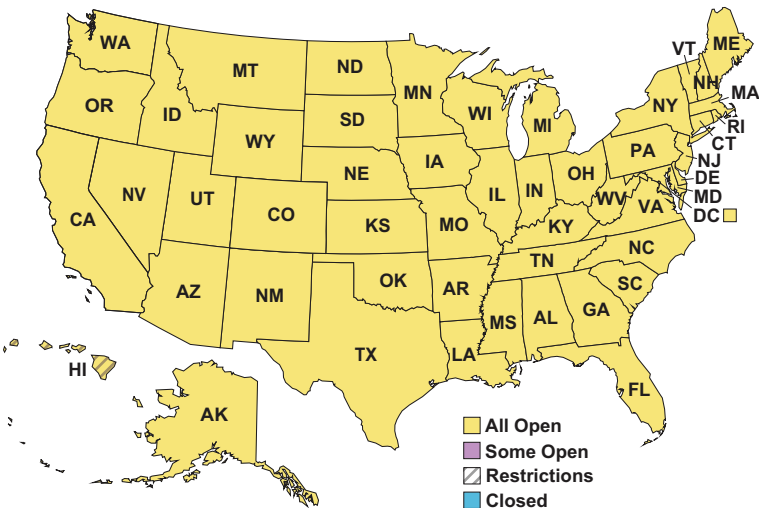 WA
MT
ND
MN
VT
ME
NH
MA
OR
ID
WY
SD
WI
MI
NY
RI
CT
NV
UT
NE
IA
PA
NJ
DE
MD
DC
CA
CO
KS
MO
IL
IN
OH
WV
VA
KY
AZ
NM
OK
AR
TN
NC
SC
TX
LA
MS
AL
GA
FL
HI
AK
All Open
Some Open
Restrictions
Closed